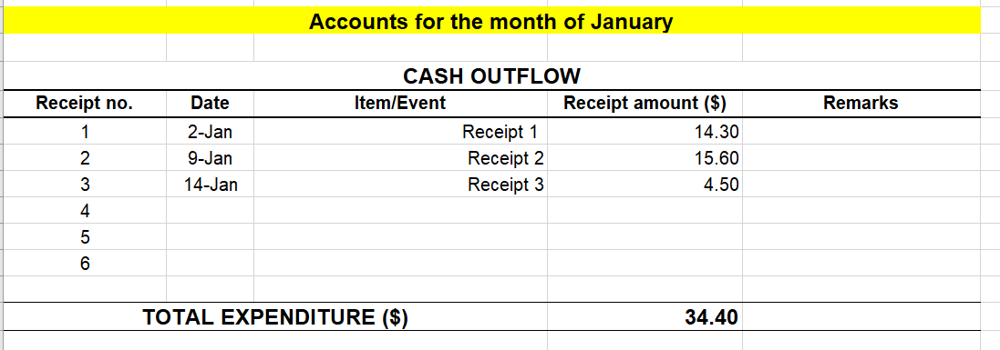 Accounts for the month of January
CASH OUTFLOW
Receipt no. Date Item/Event Receipt amount ($) Remarks
1 2-Jan Receipt 1 14.30
2 9-Jan Receipt 2 15.60
3 14-Jan Receipt 3 4.50
4
5
6
TOTAL EXPENDITURE ($) 34.40